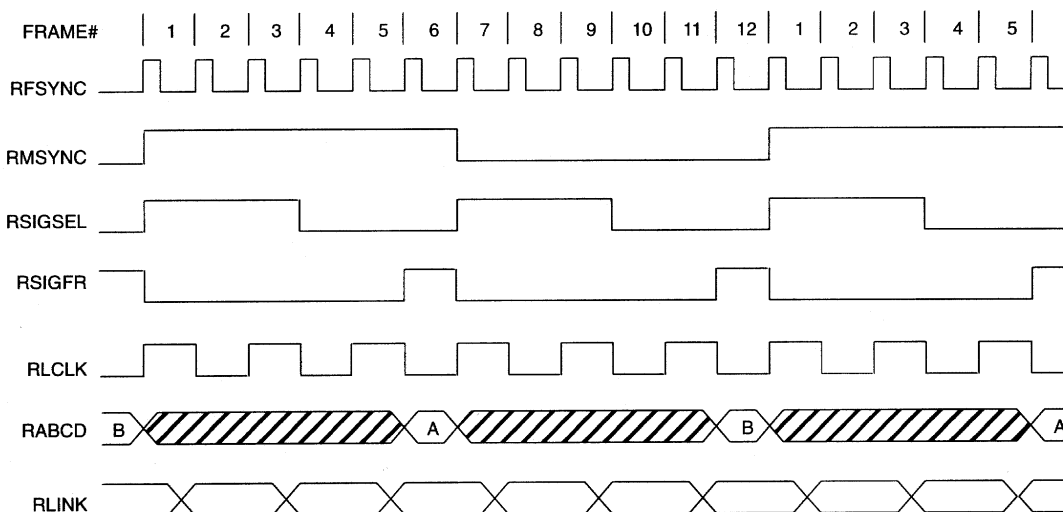 FRAME# 1 2 3 4 5 6 7 8 9 10 11 12 1 2 3 4 5
RFSYNC
RMSYNC
RSIGSEL
RSIGFR
RLCLK
RABCD B A B A
RLINK